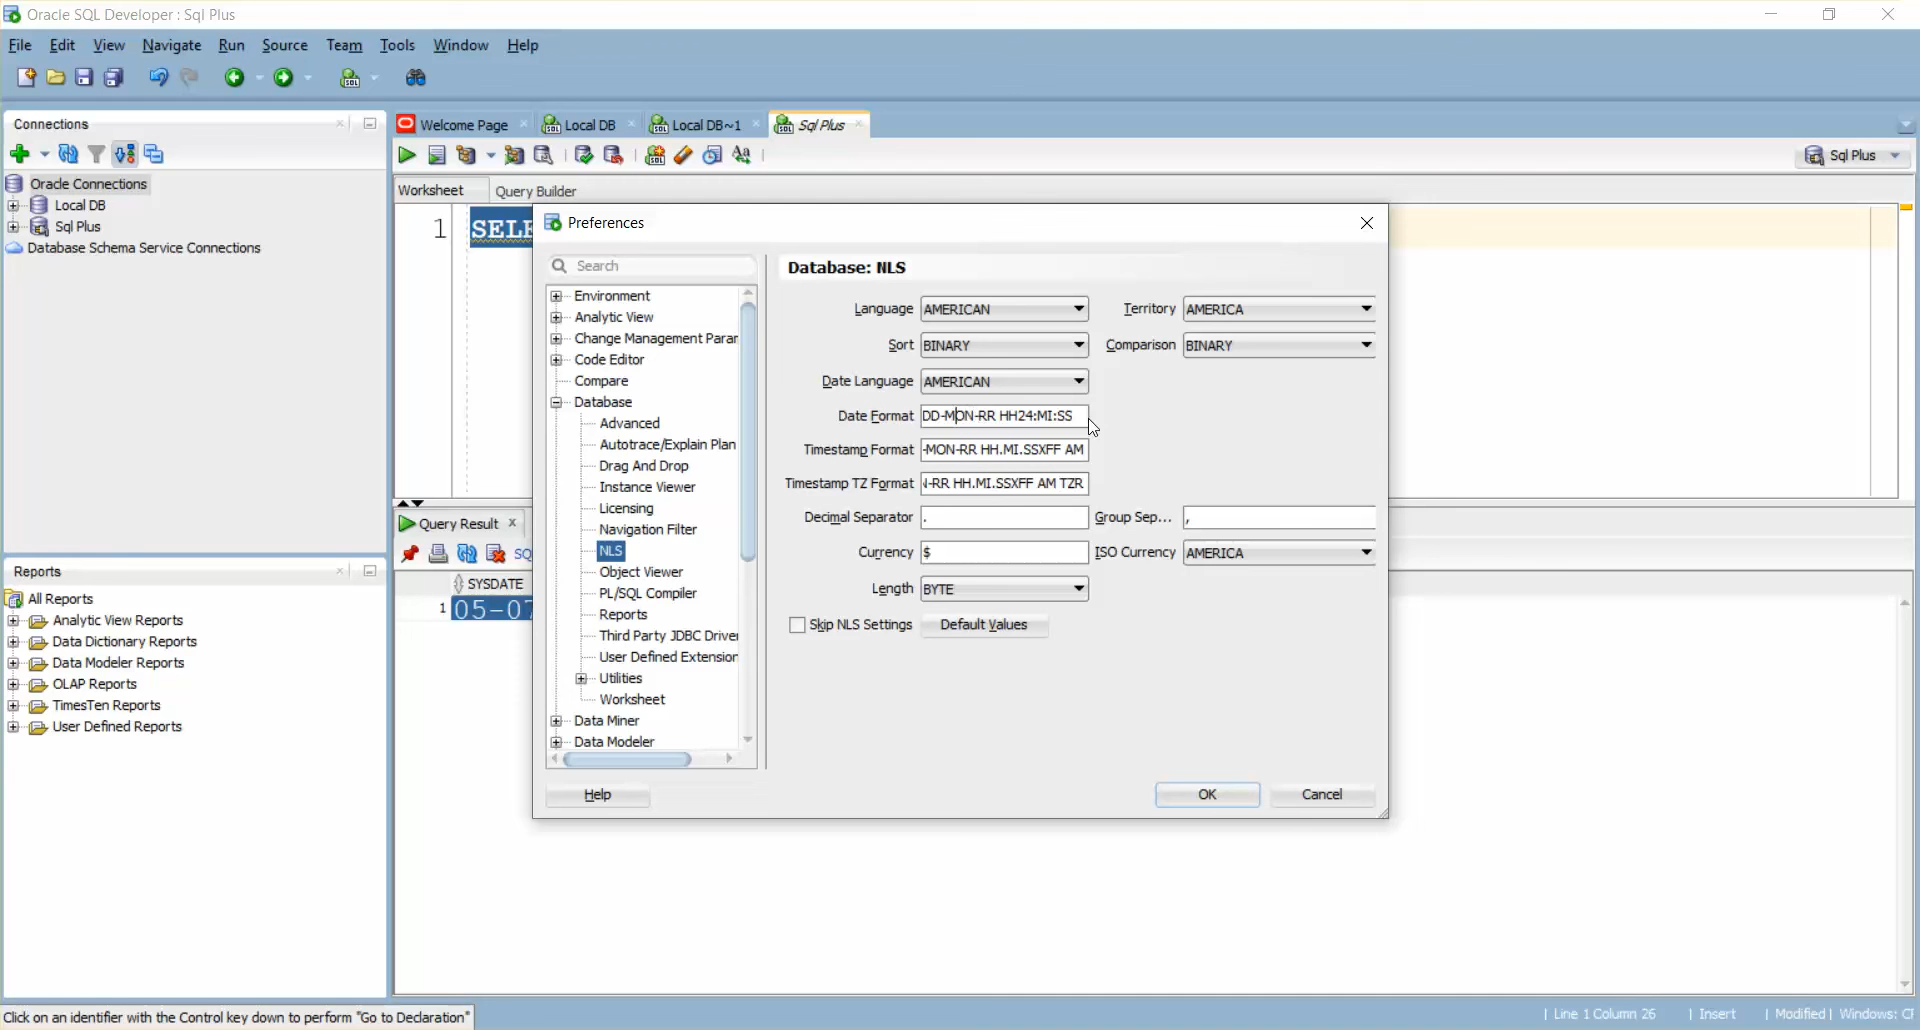 Oracle SQL Developer : Sql Plus
File Edit View Navigate Run Source Team Tools Window Help
Connections
Oracle Connections
Local DB
Sql Plus
Database Schema Service Connections
Welcome Page Local DB Local DB~1 Sql Plus
Sql Plus
Worksheet Query Builder
1 SELE
Preferences
Search
Environment
Analytic View
Change Management Parar
Code Editor
Compare
Database
Advanced
Autotrace/Explain Plan
Drag And Drop
Instance Viewer
Licensing
Navigation Filter
NLS
Object Viewer
PL/SQL Compiler
Reports
Third Party JDBC Driver
User Defined Extension
Utilities
Worksheet
Data Miner
Data Modeler
Database: NLS
Language AMERICAN Territory AMERICA
Sort BINARY Comparison BINARY
Date Language AMERICAN
Date Format DD-MON-RR HH24:MI:SS
Timestamp Format -MON-RR HH.MI.SSXFF AM
Timestamp TZ Format -RR HH.MI.SSXFF AM TZR
Decimal Separator . Group Sep... ,
Currency $ ISO Currency AMERICA
Length BYTE
Skip NLS Settings Default Values
Help OK Cancel
Query Result
SQ
SYSDATE
1 05-07
Reports
All Reports
Analytic View Reports
Data Dictionary Reports
Data Modeler Reports
OLAP Reports
TimesTen Reports
User Defined Reports
Click on an identifier with the Control key down to perform "Go to Declaration"
Line 1 Column 26 Insert Modified Windows: C